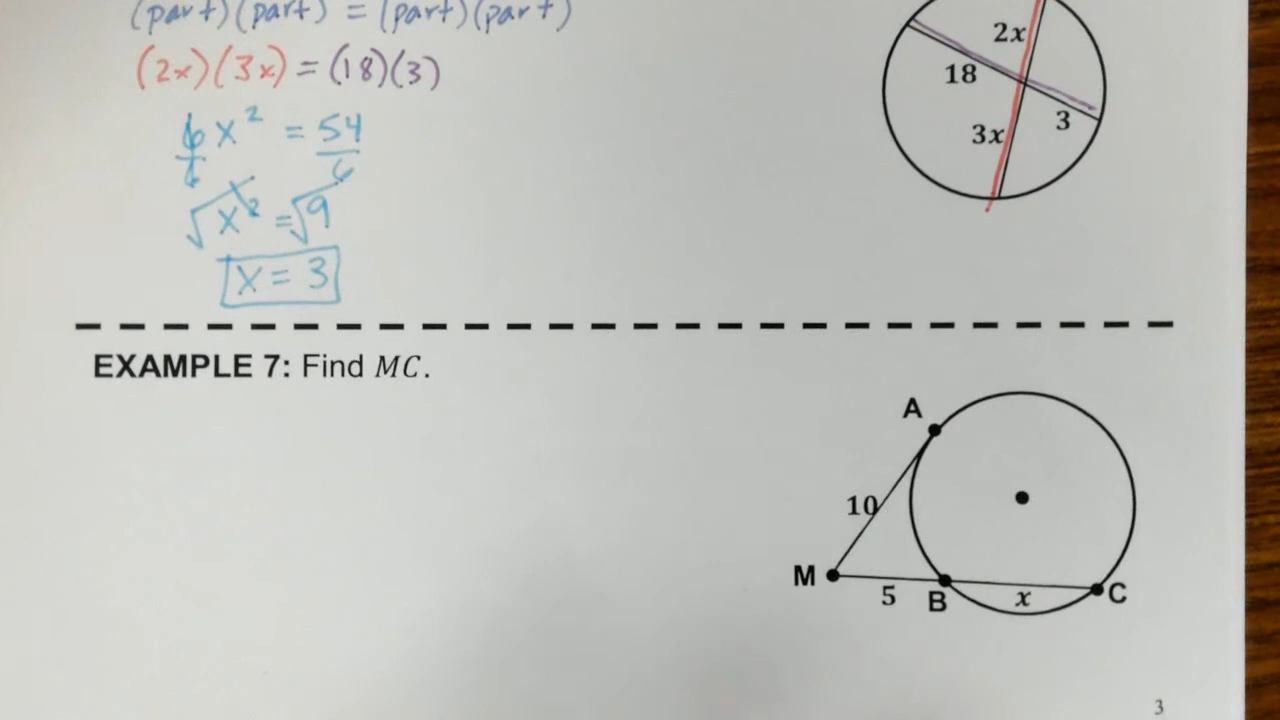 (part)(part) = (part)(part)
(2x)(3x) = (18)(3)
6x² = 54
6 6
√x² = √9
x = 3
2x
18
3
3x
EXAMPLE 7: Find MC.
A
10
M
5
B
x
C
3